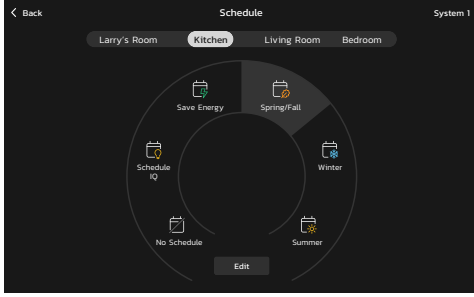 Back
Schedule
System 1
Larry's Room
Kitchen
Living Room
Bedroom
Save Energy
Spring/Fall
Schedule
IQ
Winter
No Schedule
Summer
Edit